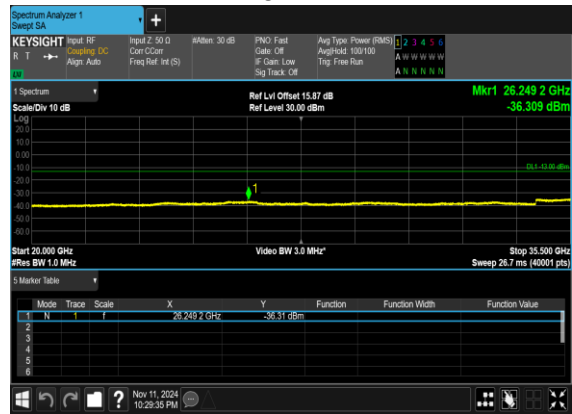 Spectrum Analyzer 1
Swept SA
+
KEYSIGHT Input: RF Input Z: 50 Ω #Atten: 30 dB PNO: Fast Avg Type: Power (RMS) 1 2 3 4 5 6
R T Coupling: DC Corr CCorr Gate: Off Avg|Hold: 100/100 A W W W W W
Align: Auto Freq Ref: Int (S) IF Gain: Low Trig: Free Run
Sig Track: Off A N N N N N
1 Spectrum
Ref Lvl Offset 15.87 dB Mkr1 26.249 2 GHz
Scale/Div 10 dB Ref Level 30.00 dBm -36.309 dBm
Log
20.0
10.0
0.00
-10.0
DL1 -13.00 dBm
-20.0
1
-30.0
-40.0
-50.0
-60.0
Start 20.000 GHz Video BW 3.0 MHz* Stop 35.500 GHz
#Res BW 1.0 MHz Sweep 26.7 ms (40001 pts)
5 Marker Table
Mode Trace Scale X Y Function Function Width Function Value
1 N 1 f 26.249 2 GHz -36.31 dBm
2
3
4
5
6
? Nov 11, 2024
10:29:35 PM